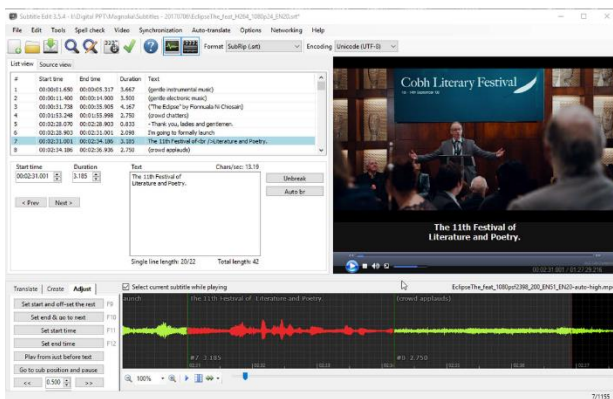 Subtitle Edit 3.5.4 - E:\Digital PPT\Magnolia\Subtitles - 20170706\EclipseThe_feat_H264_1080p24_EN20.srt*
File Edit Tools Spell check Video Synchronization Auto-translate Options Networking Help
Format SubRip (.srt) Encoding Unicode (UTF-8)
List view Source view
# Start time End time Duration Text
1 00:00:01.650 00:00:05.317 3.667 (gentle instrumental music)
2 00:00:11.400 00:00:14.900 3.500 (gentle electronic music)
3 00:00:31.738 00:00:35.905 4.167 ("The Eclipse" by Formuala Ni Chosain)
4 00:01:53.248 00:01:55.998 2.750 (crowd chatters)
5 00:02:28.070 00:02:28.903 0.833 - Thank you, ladies and gentlemen.
6 00:02:28.903 00:02:31.001 2.098 I'm going to formally launch
7 00:02:31.001 00:02:34.186 3.185 The 11th Festival of<br />Literature and Poetry.
8 00:02:34.186 00:02:36.936 2.750 (crowd applauds)
Start time Duration Text Chars/sec: 13.19
00:02:31.001 3.185
The 11th Festival of
Literature and Poetry.
Unbreak
Auto br
< Prev Next >
Single line length: 20/22 Total length: 42
Cobh Literary Festival
The 11th Festival of
Literature and Poetry.
00:02:31.001 / 01:27:29.216
Translate Create Adjust
Select current subtitle while playing
EclipseThe_feat_1080psf2398_200_ENS1_EN20-auto-high.mp
Set start and off-set the rest F9
Set end & go to next F10
Set start time F11
Set end time F12
Play from just before text
Go to sub position and pause
<< 0.500 >>
launch
The 11th Festival of Literature and Poetry.
(crowd applauds)
#7 3.185
#8 2.750
100%
7/1155